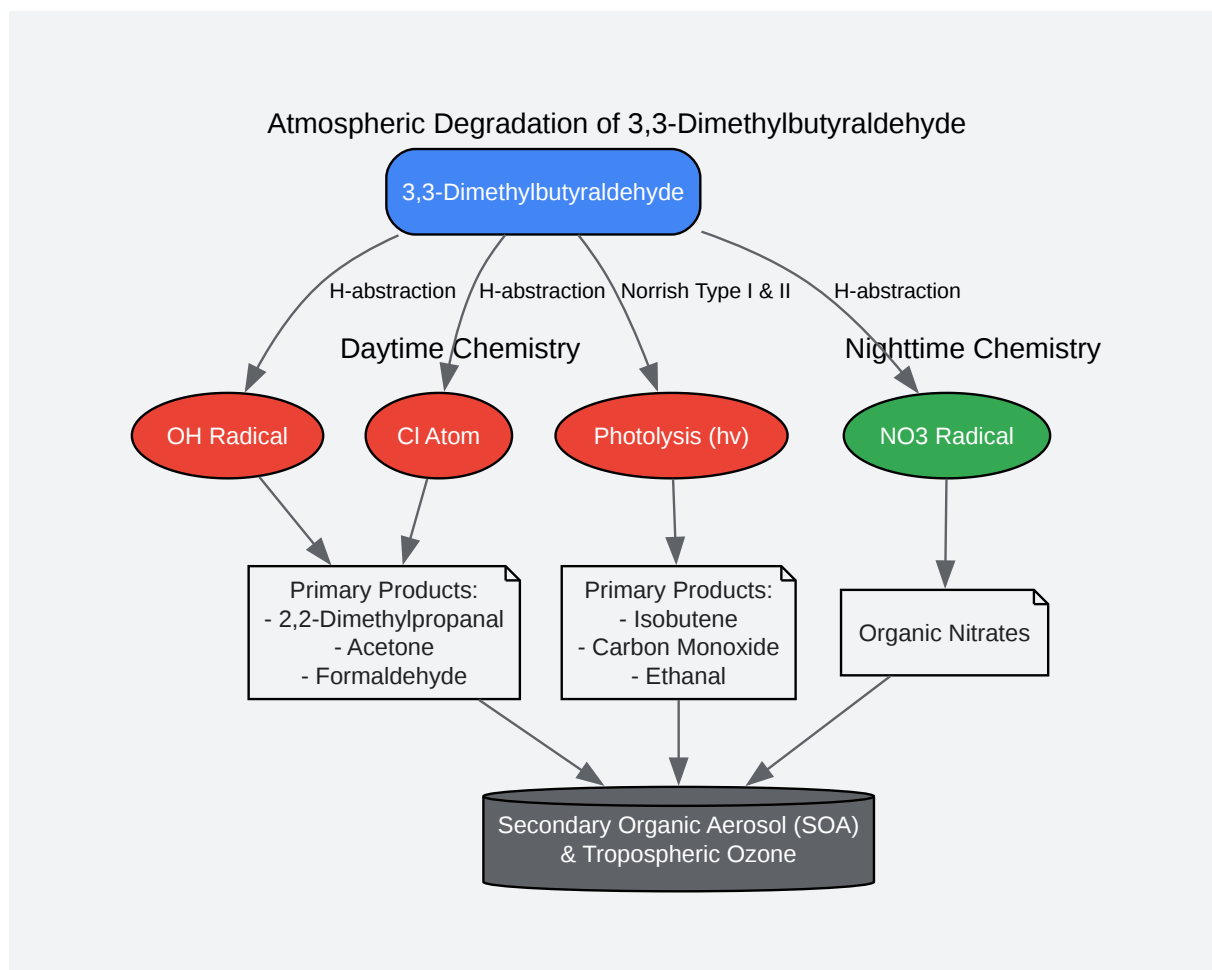 Atmospheric Degradation of 3,3-Dimethylbutyraldehyde
3,3-Dimethylbutyraldehyde
H-abstraction
H-abstraction
Norrish Type I & II
H-abstraction
Daytime Chemistry
Nighttime Chemistry
OH Radical
Cl Atom
Photolysis (hv)
NO3 Radical
Primary Products:
- 2,2-Dimethylpropanal
- Acetone
- Formaldehyde
Primary Products:
- Isobutene
- Carbon Monoxide
- Ethanal
Organic Nitrates
Secondary Organic Aerosol (SOA)
& Tropospheric Ozone